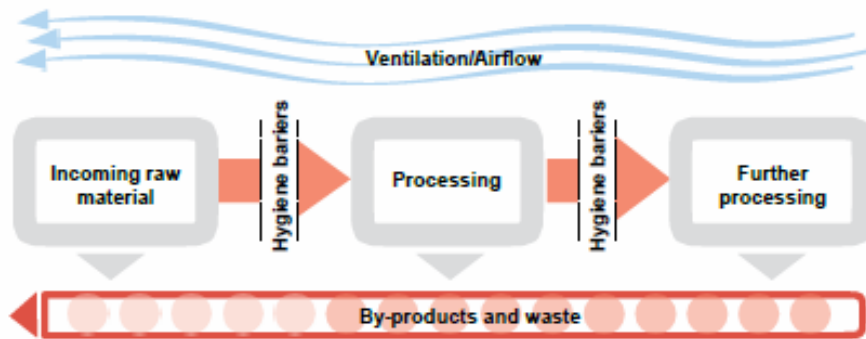 Ventilation/Airflow
Incoming raw
material
Hygiene bariers
Processing
Hygiene bariers
Further
processing
By-products and waste